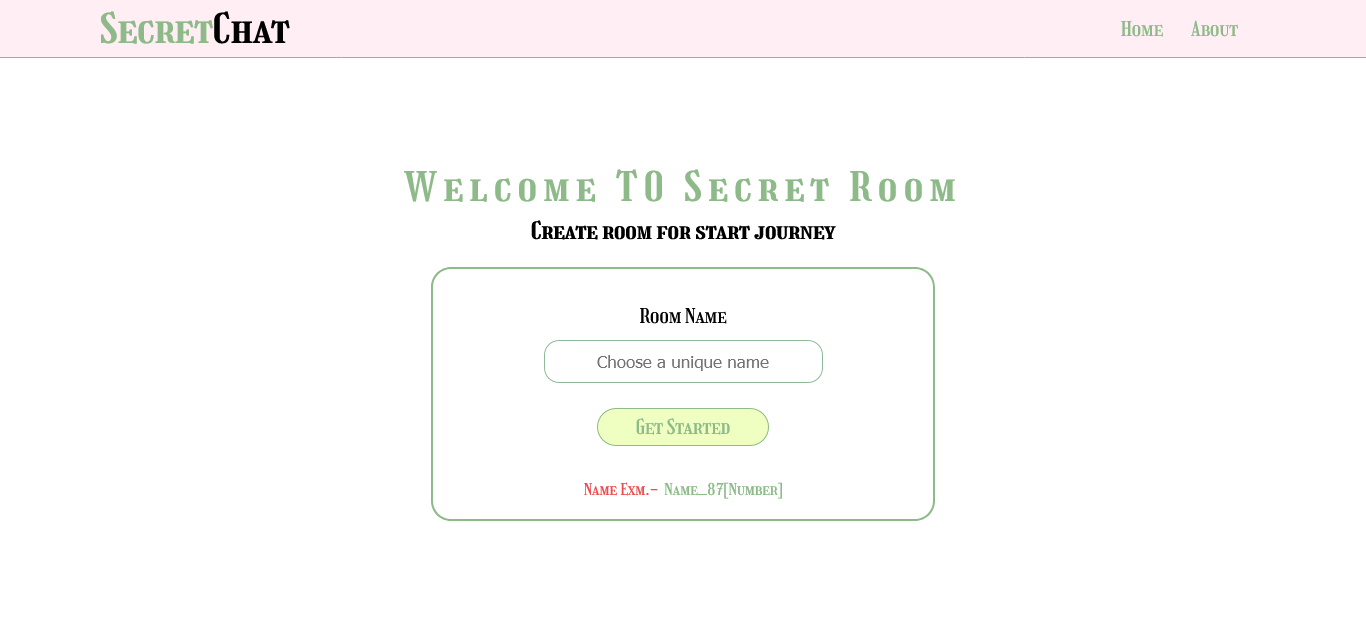 SecretChat
Home About
Welcome TO Secret Room
Create room for start journey
Room Name
Choose a unique name
Get Started
Name Exm.- Name_87[Number]